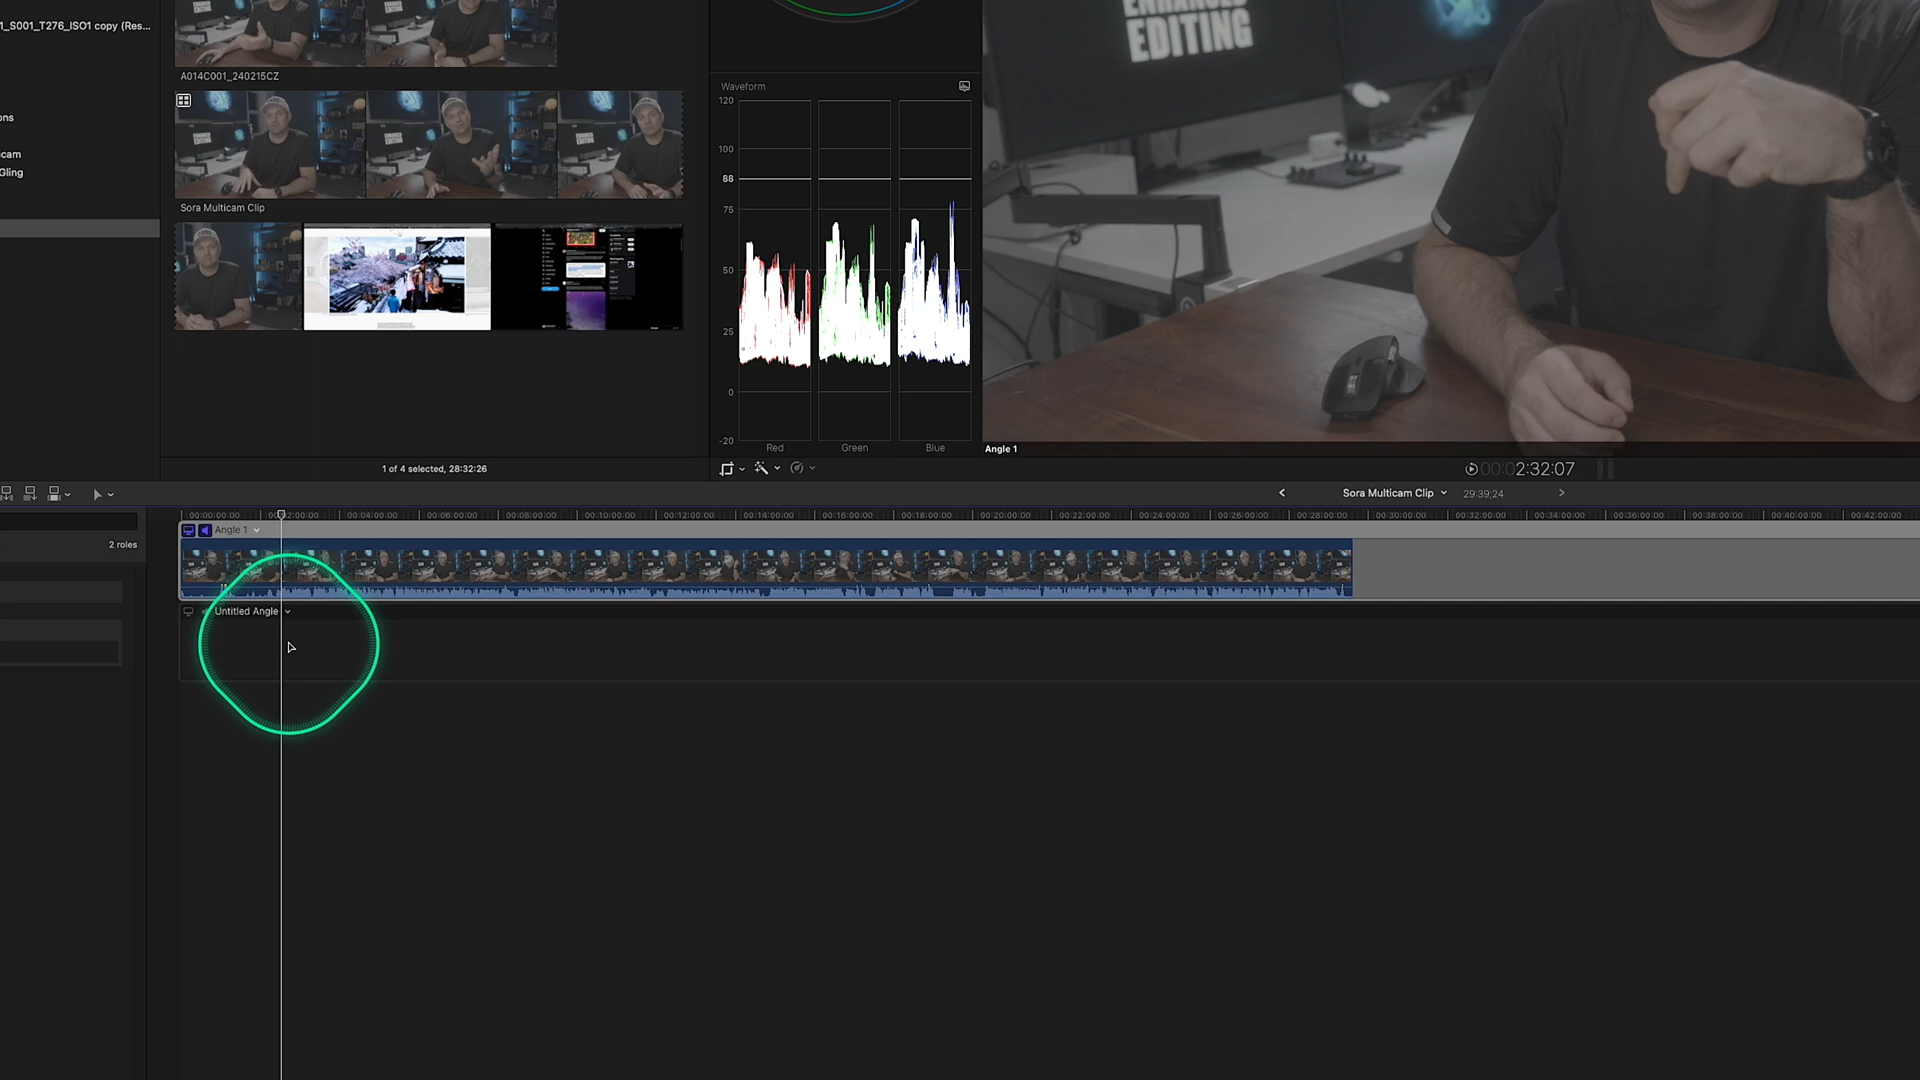 1_S001_T276_ISO1 copy (Res...
ons
icam
Gling
A014C001_240215CZ
Sora Multicam Clip
1 of 4 selected, 28:32:26
Waveform
120
100
88
75
50
25
0
-20
Red
Green
Blue
ENHANCED
EDITING
Angle 1
00:02:32:07
Sora Multicam Clip
29:39;24
2 roles
00:00:00:00
00:02:00:00
00:04:00:00
00:06:00:00
00:08:00:00
00:10:00:00
00:12:00:00
00:14:00:00
00:16:00:00
00:18:00:00
00:20:00:00
00:22:00:00
00:24:00:00
00:26:00:00
00:28:00:00
00:30:00:00
00:32:00:00
00:34:00:00
00:36:00:00
00:38:00:00
00:40:00:00
00:42:00:00
Angle 1
Untitled Angle